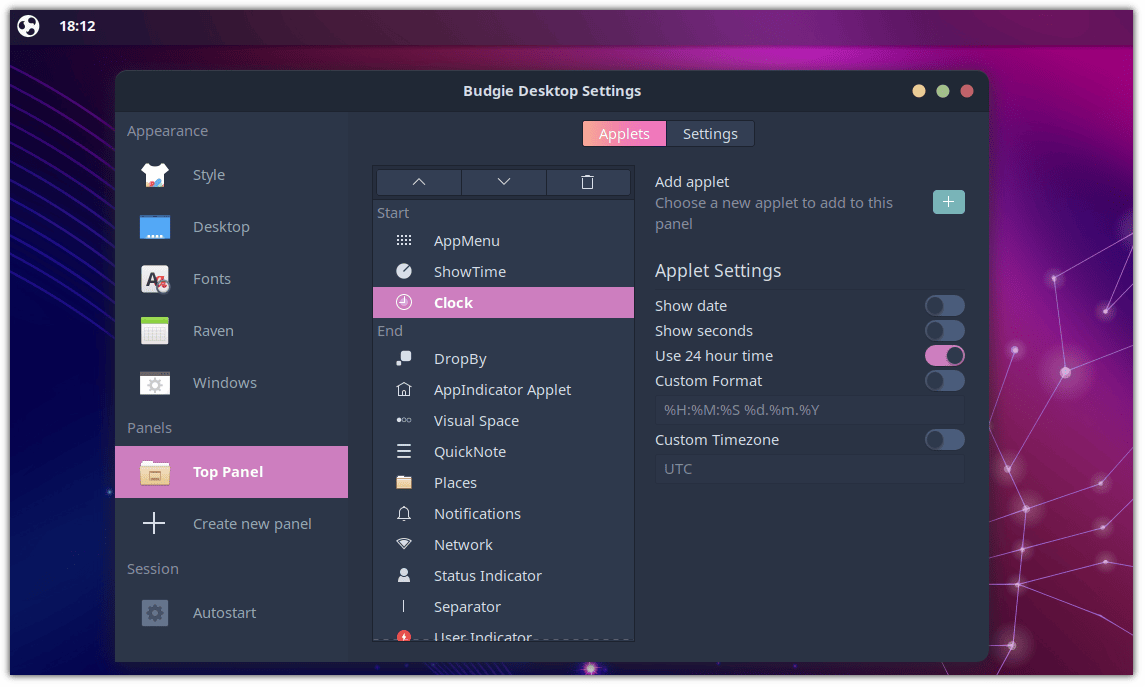 18:12
Budgie Desktop Settings
Appearance
Style
Desktop
Fonts
Raven
Windows
Panels
Top Panel
Create new panel
Session
Autostart
Applets Settings
Start
AppMenu
ShowTime
Clock
End
DropBy
AppIndicator Applet
Visual Space
QuickNote
Places
Notifications
Network
Status Indicator
Separator
User Indicator
Add applet
Choose a new applet to add to this
panel
Applet Settings
Show date
Show seconds
Use 24 hour time
Custom Format
%H:%M:%S %d.%m.%Y
Custom Timezone
UTC